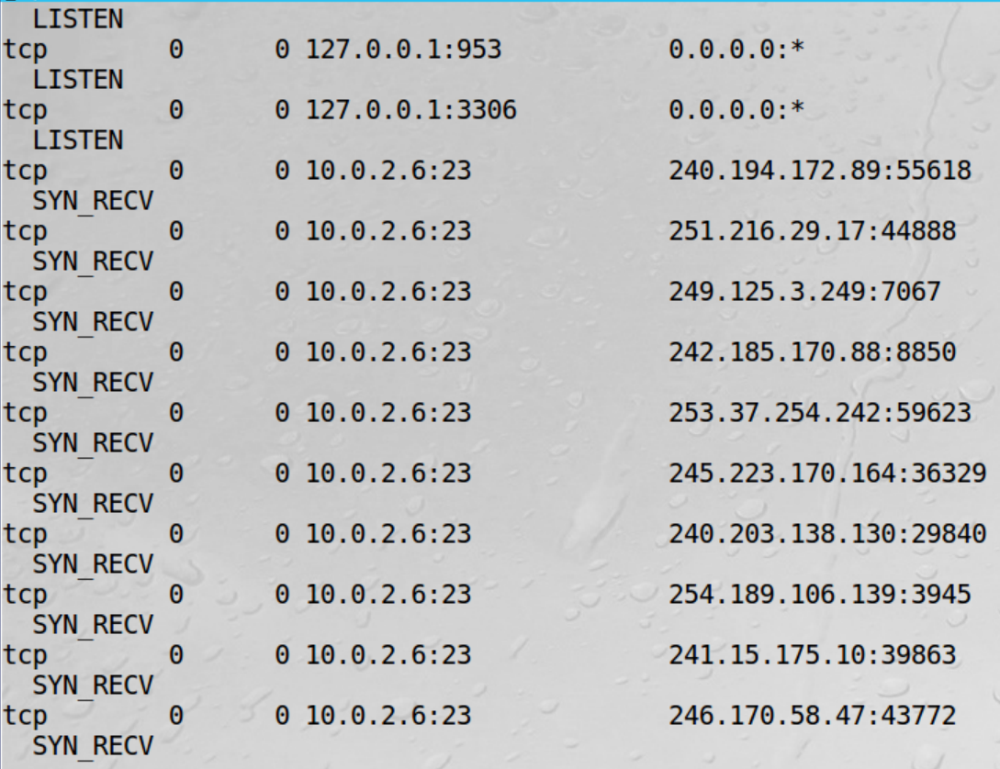 LISTEN
tcp 0 0 127.0.0.1:953 0.0.0.0:*
LISTEN
tcp 0 0 127.0.0.1:3306 0.0.0.0:*
LISTEN
tcp 0 0 10.0.2.6:23 240.194.172.89:55618
SYN_RECV
tcp 0 0 10.0.2.6:23 251.216.29.17:44888
SYN_RECV
tcp 0 0 10.0.2.6:23 249.125.3.249:7067
SYN_RECV
tcp 0 0 10.0.2.6:23 242.185.170.88:8850
SYN_RECV
tcp 0 0 10.0.2.6:23 253.37.254.242:59623
SYN_RECV
tcp 0 0 10.0.2.6:23 245.223.170.164:36329
SYN_RECV
tcp 0 0 10.0.2.6:23 240.203.138.130:29840
SYN_RECV
tcp 0 0 10.0.2.6:23 254.189.106.139:3945
SYN_RECV
tcp 0 0 10.0.2.6:23 241.15.175.10:39863
SYN_RECV
tcp 0 0 10.0.2.6:23 246.170.58.47:43772
SYN_RECV